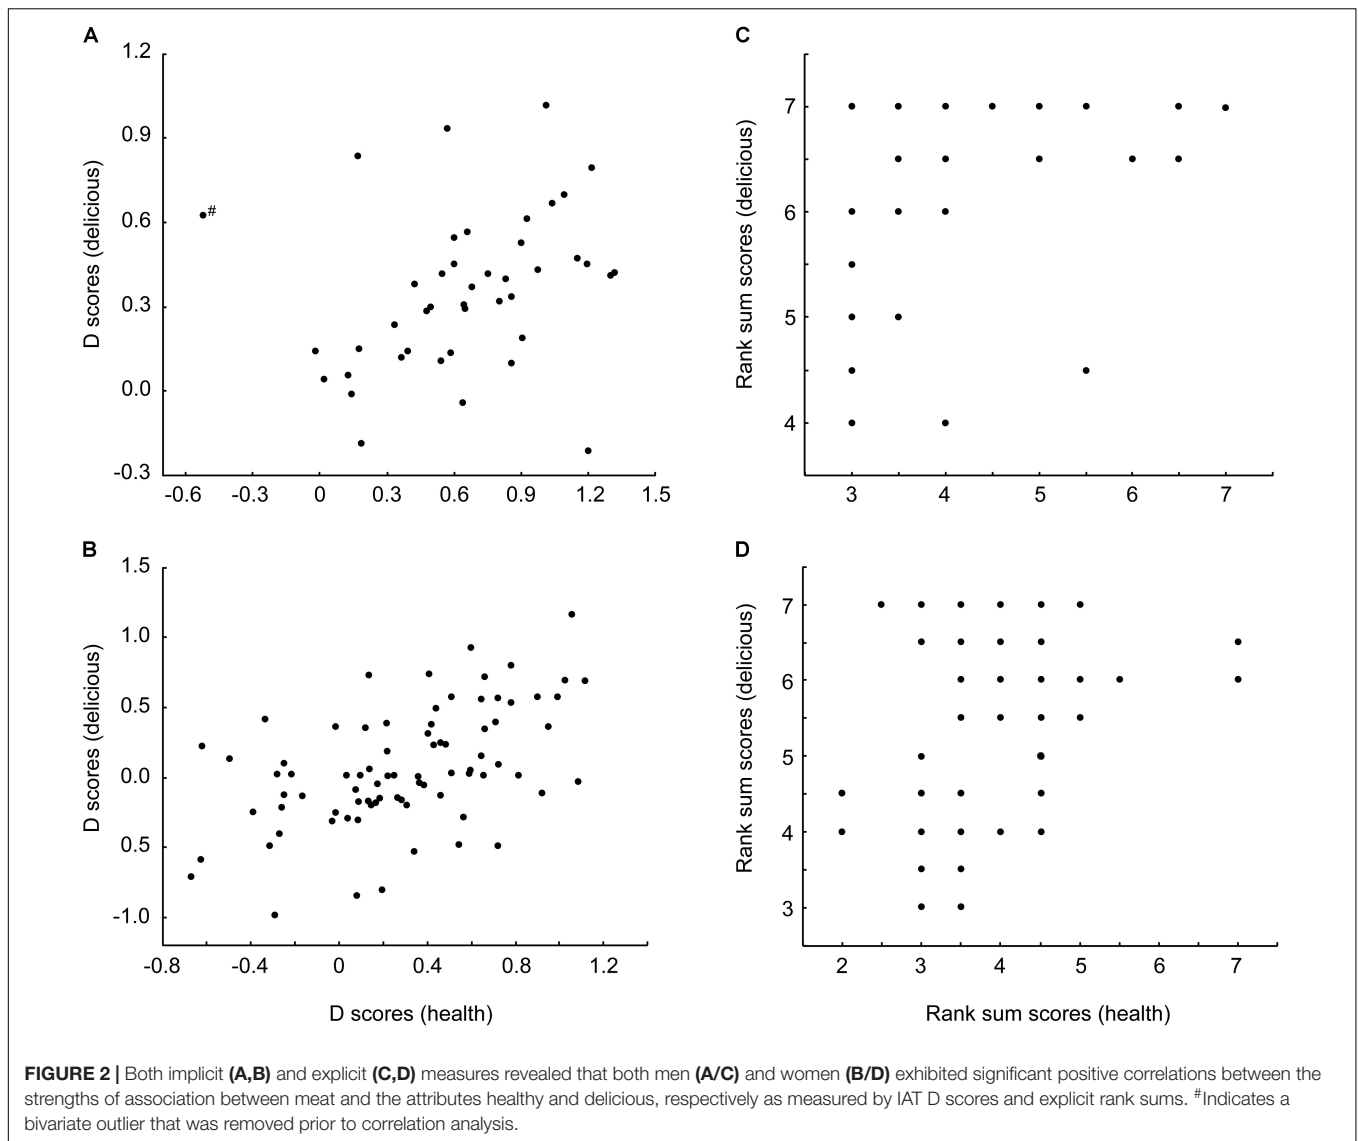 A
1.2
0.9
0.6
0.3
0.0
-0.3
D scores (delicious)
#
-0.6 -0.3 0 0.3 0.6 0.9 1.2 1.5
B
1.5
1.0
0.5
0.0
0.5
-1.0
D scores (delicious)
-0.8 -0.4 0 0.4 0.8 1.2
D scores (health)
C
7
6
5
4
Rank sum scores (delicious)
3 4 5 6 7
D
7
6
5
4
3
Rank sum scores (delicious)
2 3 4 5 6 7
Rank sum scores (health)
FIGURE 2 | Both implicit (A,B) and explicit (C,D) measures revealed that both men (A/C) and women (B/D) exhibited significant positive correlations between the
strengths of association between meat and the attributes healthy and delicious, respectively as measured by IAT D scores and explicit rank sums. #Indicates a
bivariate outlier that was removed prior to correlation analysis.